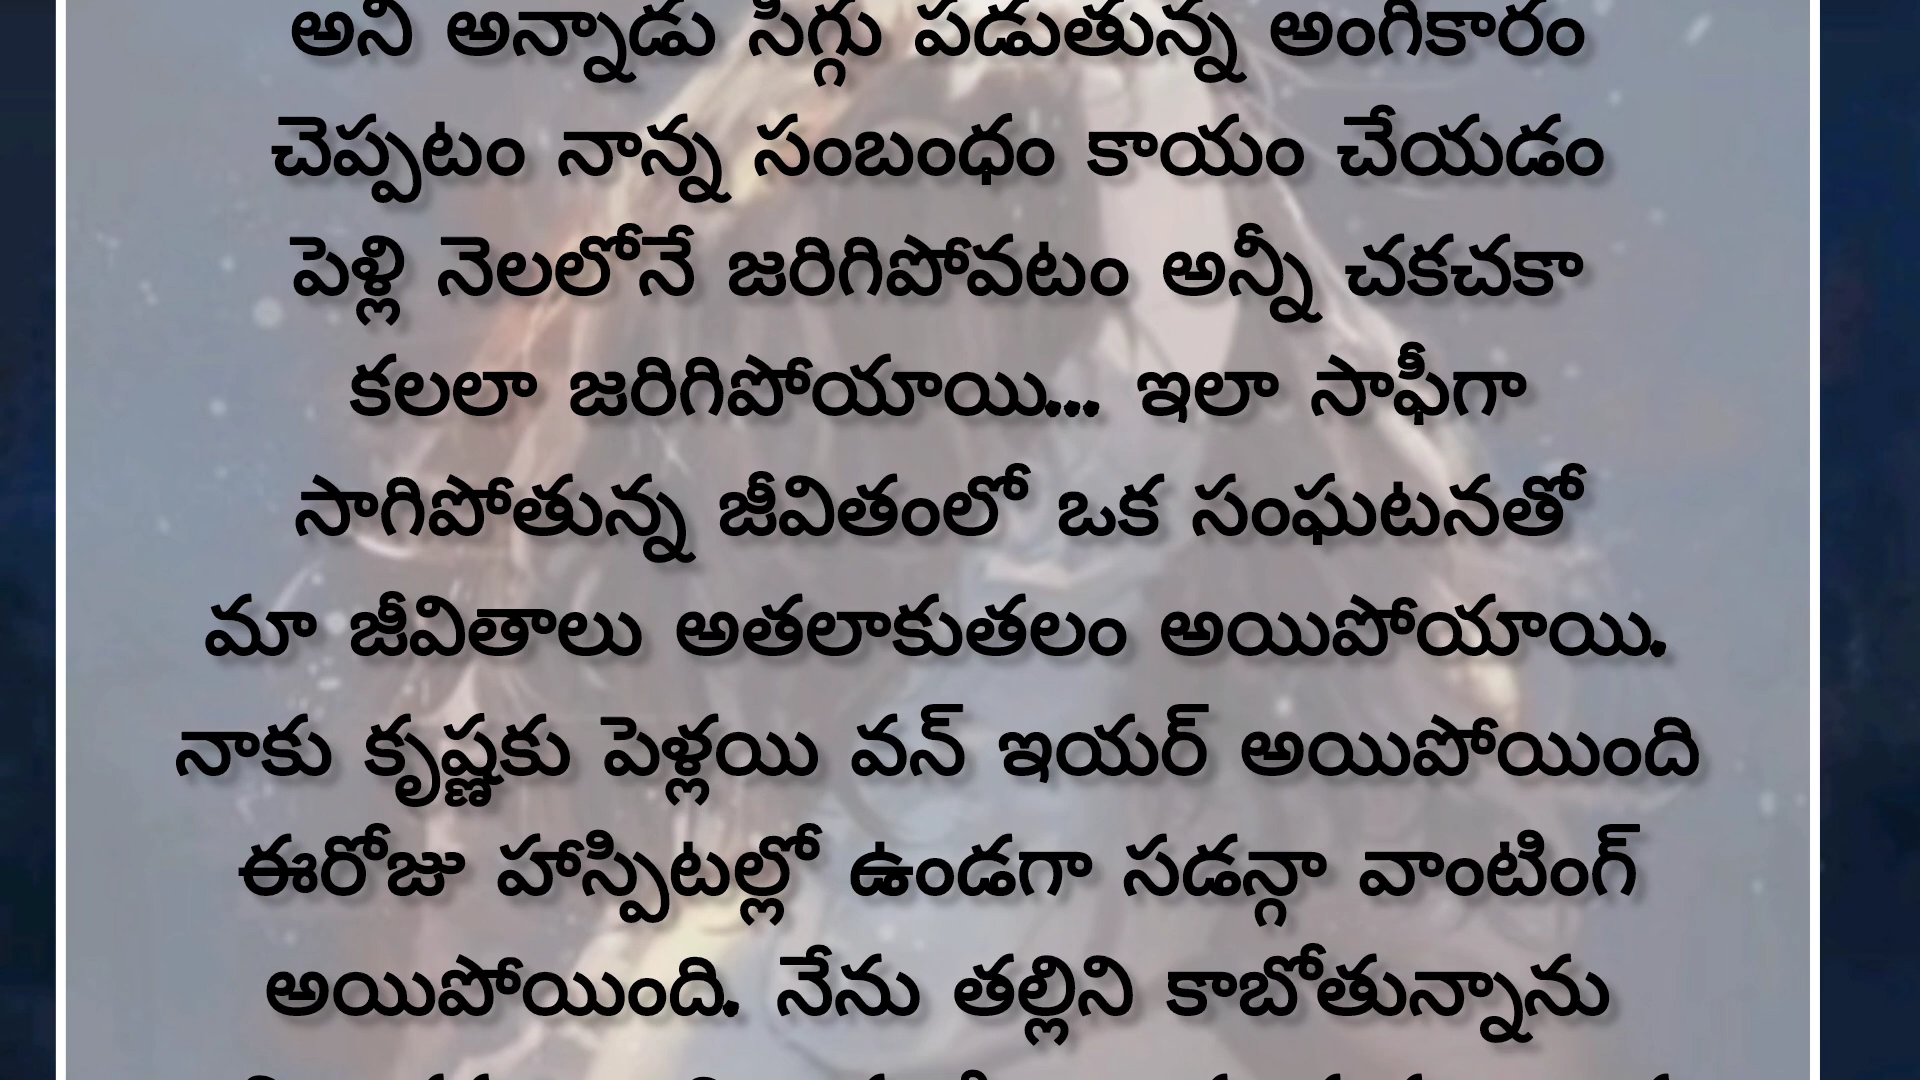 అని అన్నాడు సిగ్గు పడుతున్న అంగీకారం
చెప్పటం నాన్న సంబంధం కాయం చేయడం
పెళ్లి నెలలోనే జరిగిపోవటం అన్నీ చకచకా
కలలా జరిగిపోయాయి... ఇలా సాఫీగా
సాగిపోతున్న జీవితంలో ఒక సంఘటనతో
మా జీవితాలు అతలాకుతలం అయిపోయాయి.
నాకు కృష్ణకు పెళ్లయి వన్ ఇయర్ అయిపోయింది
ఈరోజు హాస్పిటల్లో ఉండగా సడన్గా వాంటింగ్
అయిపోయింది. నేను తల్లిని కాబోతున్నాను